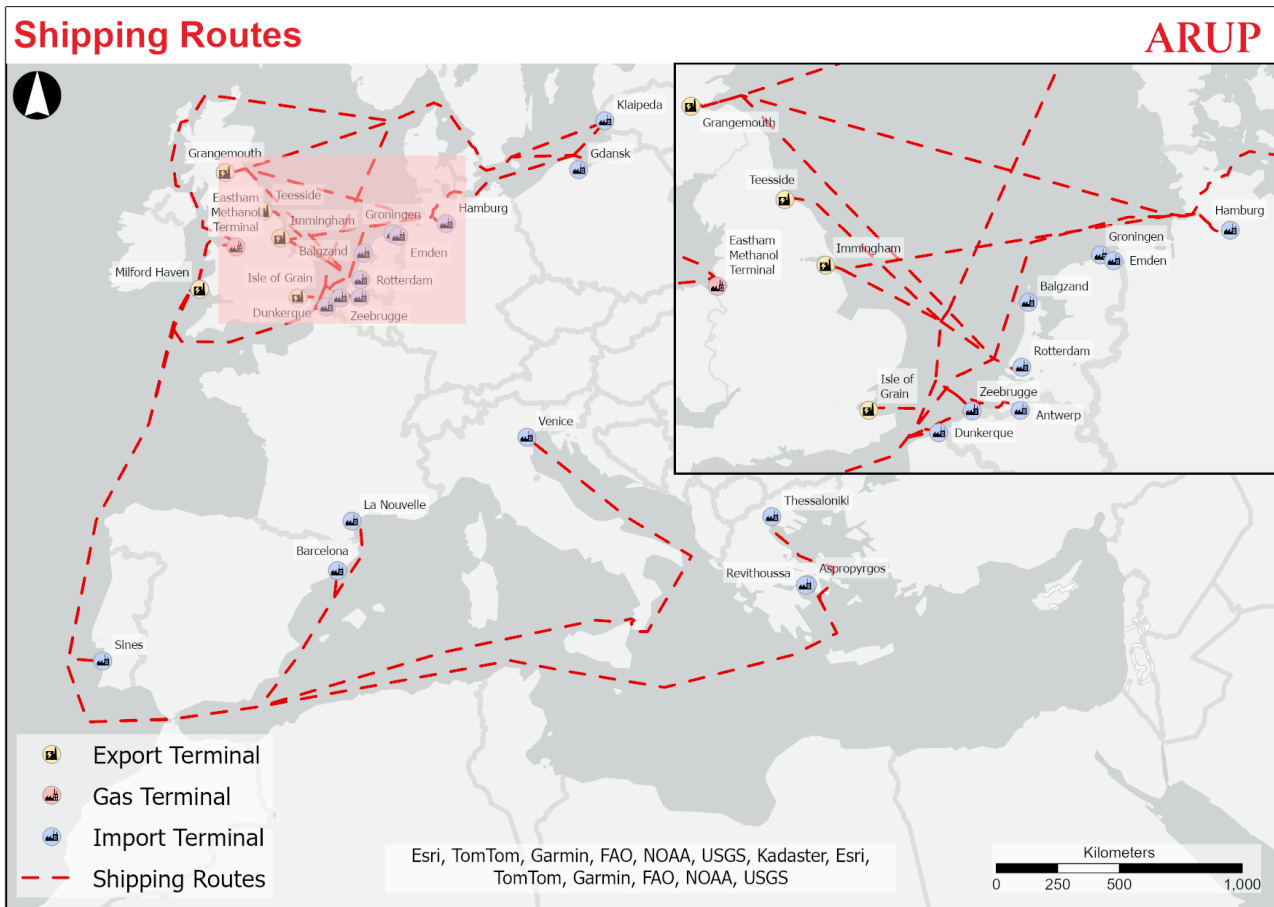 Shipping Routes
ARUP
Klaipeda
Gdansk
Grangemouth
Teesside
Eastham
Methanol
Terminal
Immingham
Groningen
Hamburg
Balgzand
Emden
Milford Haven
Isle of Grain
Rotterdam
Dunkerque
Zeebrugge
Venice
La Nouvelle
Barcelona
Thessaloniki
Revithoussa
Aspropyrgos
Sines
Grangemouth
Teesside
Hamburg
Eastham
Methanol
Terminal
Immingham
Groningen
Emden
Balgzand
Rotterdam
Isle of
Grain
Zeebrugge
Antwerp
Dunkerque
Export Terminal
Gas Terminal
Import Terminal
Shipping Routes
Esri, TomTom, Garmin, FAO, NOAA, USGS, Kadaster, Esri,
TomTom, Garmin, FAO, NOAA, USGS
Kilometers
0 250 500 1,000